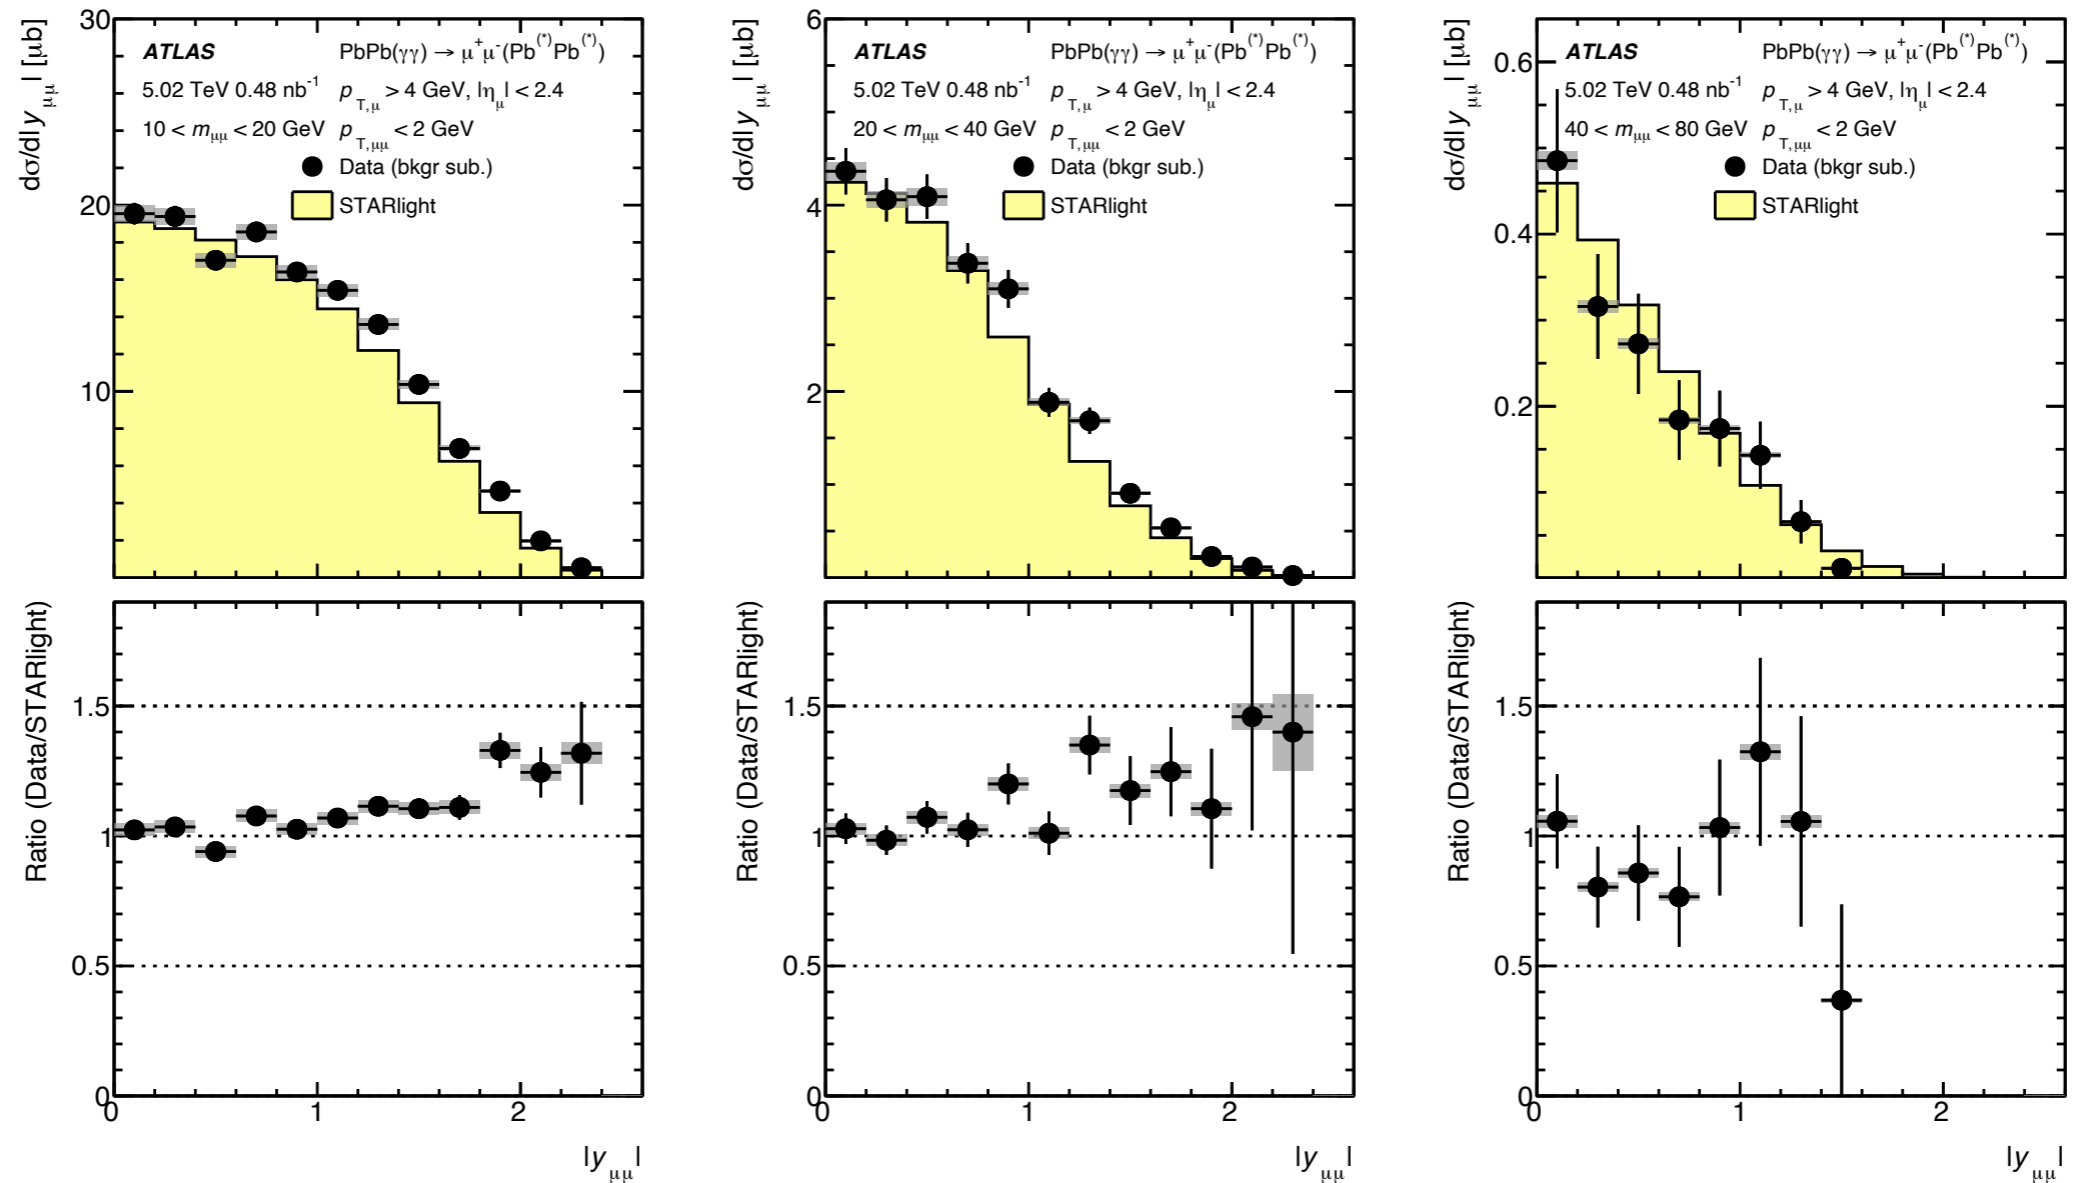 dσ/d|y_μμ| [μb]
30
20
10
ATLAS PbPb(γγ) → μ⁺μ⁻(Pb⁽*⁾Pb⁽*⁾)
5.02 TeV 0.48 nb⁻¹ p_T,μ > 4 GeV, |η_μ| < 2.4
10 < m_μμ < 20 GeV p_T,μμ < 2 GeV
Data (bkgr sub.)
STARlight
Ratio (Data/STARlight)
1.5
1
0.5
0
0 1 2
|y_μμ|
dσ/d|y_μμ| [μb]
6
4
2
ATLAS PbPb(γγ) → μ⁺μ⁻(Pb⁽*⁾Pb⁽*⁾)
5.02 TeV 0.48 nb⁻¹ p_T,μ > 4 GeV, |η_μ| < 2.4
20 < m_μμ < 40 GeV p_T,μμ < 2 GeV
Data (bkgr sub.)
STARlight
Ratio (Data/STARlight)
1.5
1
0.5
0
0 1 2
|y_μμ|
dσ/d|y_μμ| [μb]
0.6
0.4
0.2
ATLAS PbPb(γγ) → μ⁺μ⁻(Pb⁽*⁾Pb⁽*⁾)
5.02 TeV 0.48 nb⁻¹ p_T,μ > 4 GeV, |η_μ| < 2.4
40 < m_μμ < 80 GeV p_T,μμ < 2 GeV
Data (bkgr sub.)
STARlight
Ratio (Data/STARlight)
1.5
1
0.5
0
0 1 2
|y_μμ|